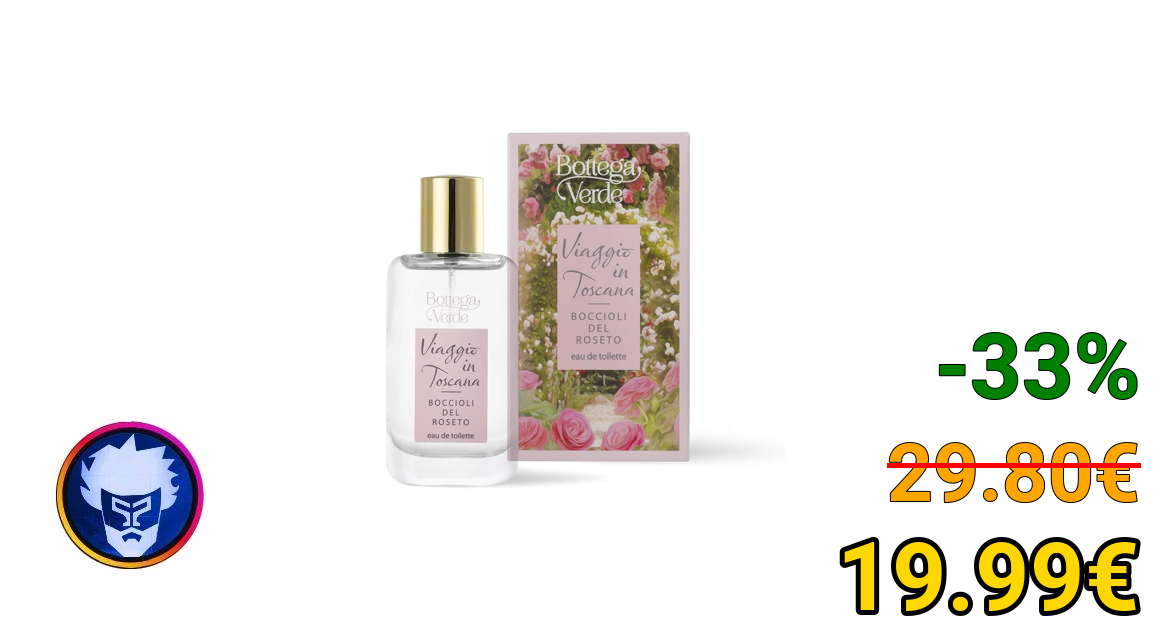 Bottega
Verde
Viaggio
in
Toscana
BOCCIOLI
DEL
ROSETO
eau de toilette
Bottega
Verde
Viaggio
in
Toscana
BOCCIOLI
DEL
ROSETO
eau de toilette
-33%
29.80€
19.99€